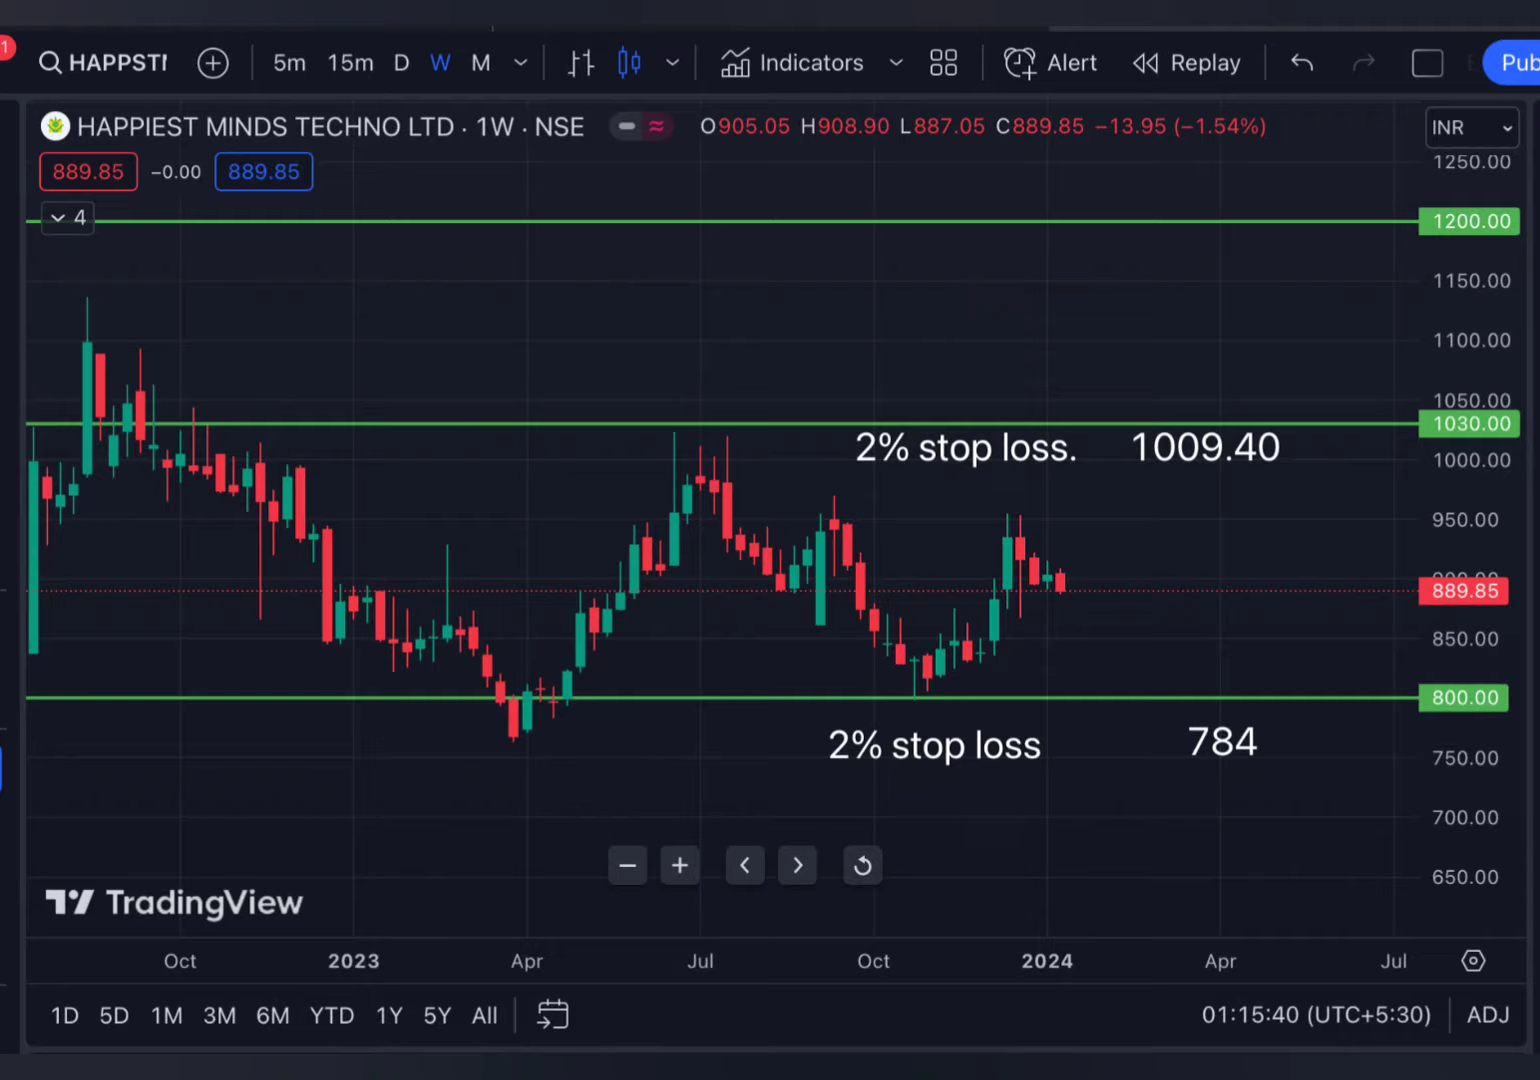 1
HAPPSTI 5m 15m D W M Indicators Alert Replay Pub
HAPPIEST MINDS TECHNO LTD · 1W · NSE O905.05 H908.90 L887.05 C889.85 −13.95 (−1.54%) INR
889.85 −0.00 889.85
4
1250.00
1200.00
1150.00
1100.00
1050.00
1030.00
2% stop loss. 1009.40
1000.00
950.00
889.85
850.00
800.00
2% stop loss 784
750.00
700.00
650.00
TradingView
Oct 2023 Apr Jul Oct 2024 Apr Jul
1D 5D 1M 3M 6M YTD 1Y 5Y All 01:15:40 (UTC+5:30) ADJ